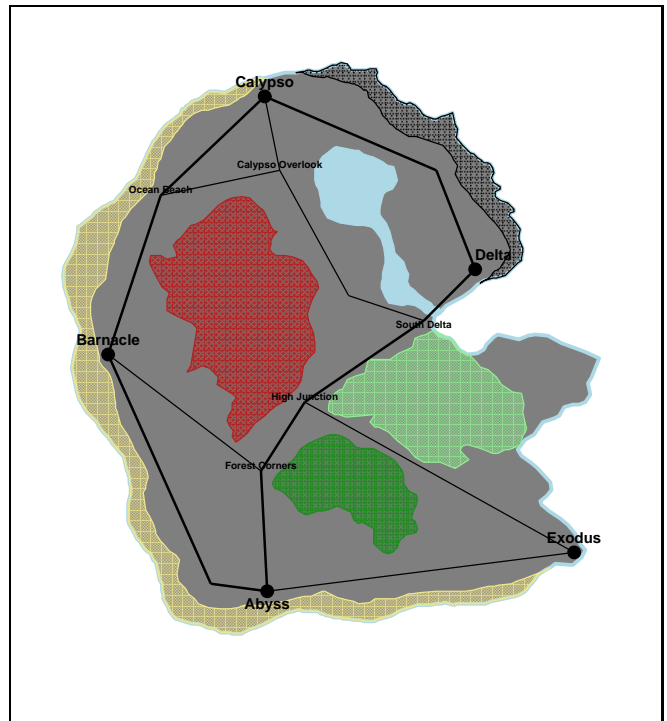 Calypso
Calypso Overlook
Ocean Beach
Delta
South Delta
Barnacle
High Junction
Forest Corners
Exodus
Abyss